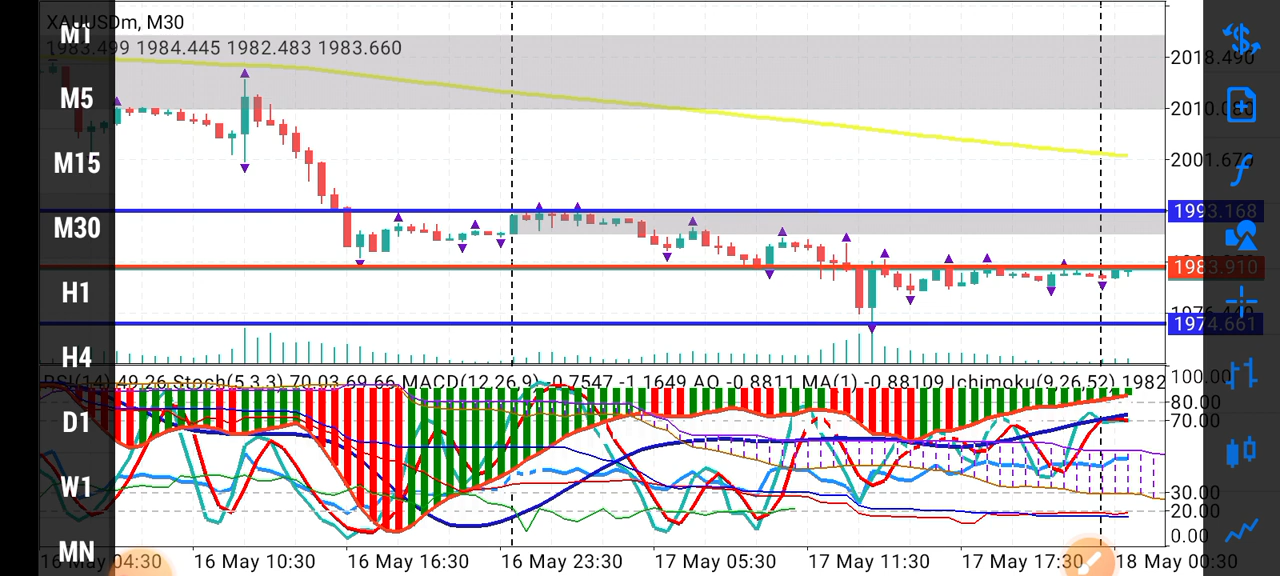 XAUUSDm, M30
1983.499 1984.445 1982.483 1983.660
M1
M5
M15
M30
H1
H4
D1
W1
MN
2018.490
2010.080
2001.670
1993.168
1983.910
1974.661
RSI(14) 49.26 Stoch(5,3,3) 70.03 69.66 MACD(12,26,9) -0.7547 -1.1649 AO -0.8811 MA(1) -0.88109 Ichimoku(9,26,52) 1982
100.00
80.00
70.00
30.00
20.00
0.00
16 May 04:30
16 May 10:30
16 May 16:30
16 May 23:30
17 May 05:30
17 May 11:30
17 May 17:30
18 May 00:30